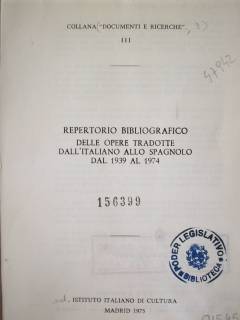 COLLANA "DOCUMENTI E RICERCHE"
III
47942
REPERTORIO BIBLIOGRAFICO
DELLE OPERE TRADOTTE
DALL'ITALIANO ALLO SPAGNOLO
DAL 1939 AL 1974
156399
PODER LEGISLATIVO
BIBLIOTECA
ISTITUTO ITALIANO DI CULTURA
MADRID 1975